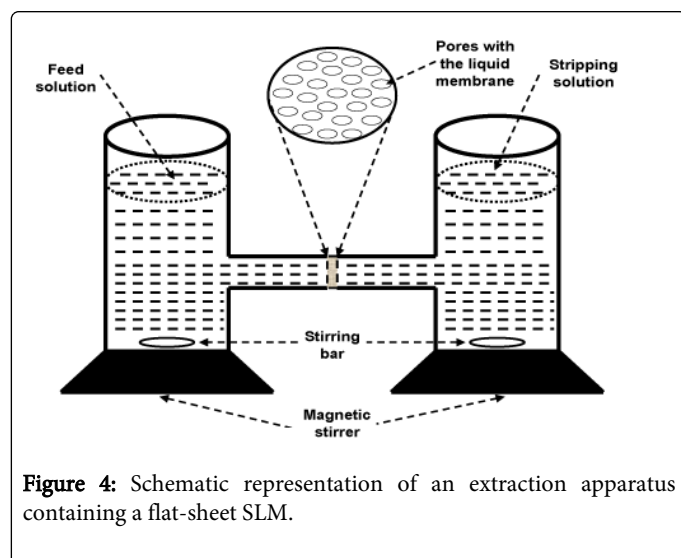 Feed
solution
Pores with
the liquid
membrane
Stripping
solution
Stirring
bar
Magnetic
stirrer
Figure 4: Schematic representation of an extraction apparatus
containing a flat-sheet SLM.